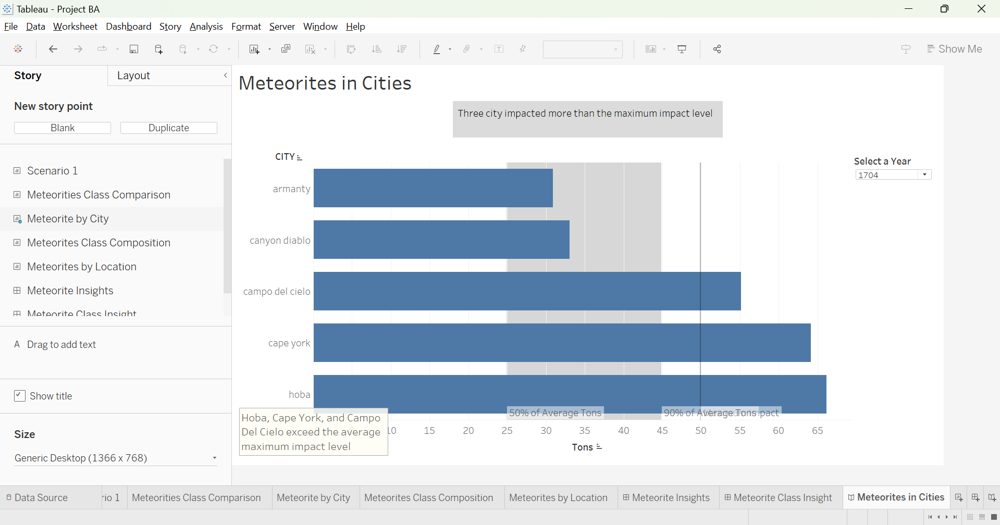 Tableau - Project BA
File Data Worksheet Dashboard Story Analysis Format Server Window Help
Show Me
Story
Layout
New story point
Blank
Duplicate
Scenario 1
Meteorities Class Comparison
Meteorite by City
Meteorites Class Composition
Meteorites by Location
Meteorite Insights
Meteorite Class Insight
A Drag to add text
Show title
Size
Generic Desktop (1366 x 768)
Meteorites in Cities
Three city impacted more than the maximum impact level
CITY
armanty
canyon diablo
campo del cielo
cape york
hoba
Select a Year
1704
50% of Average Tons
90% of Average Tons
Hoba, Cape York, and Campo
Del Cielo exceed the average
maximum impact level
10 15 20 25 30 35 40 45 50 55 60 65
Tons
Data Source
rio 1
Meteorities Class Comparison
Meteorite by City
Meteorites Class Composition
Meteorites by Location
Meteorite Insights
Meteorite Class Insight
Meteorites in Cities